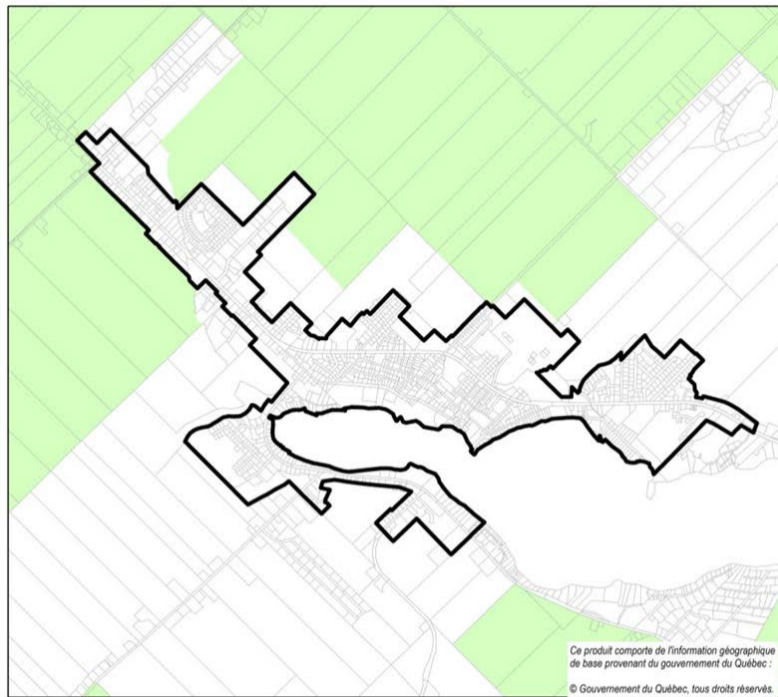 Ce produit comporte de l'information géographique
de base provenant du gouvernement du Québec :
© Gouvernement du Québec, tous droits réservés.